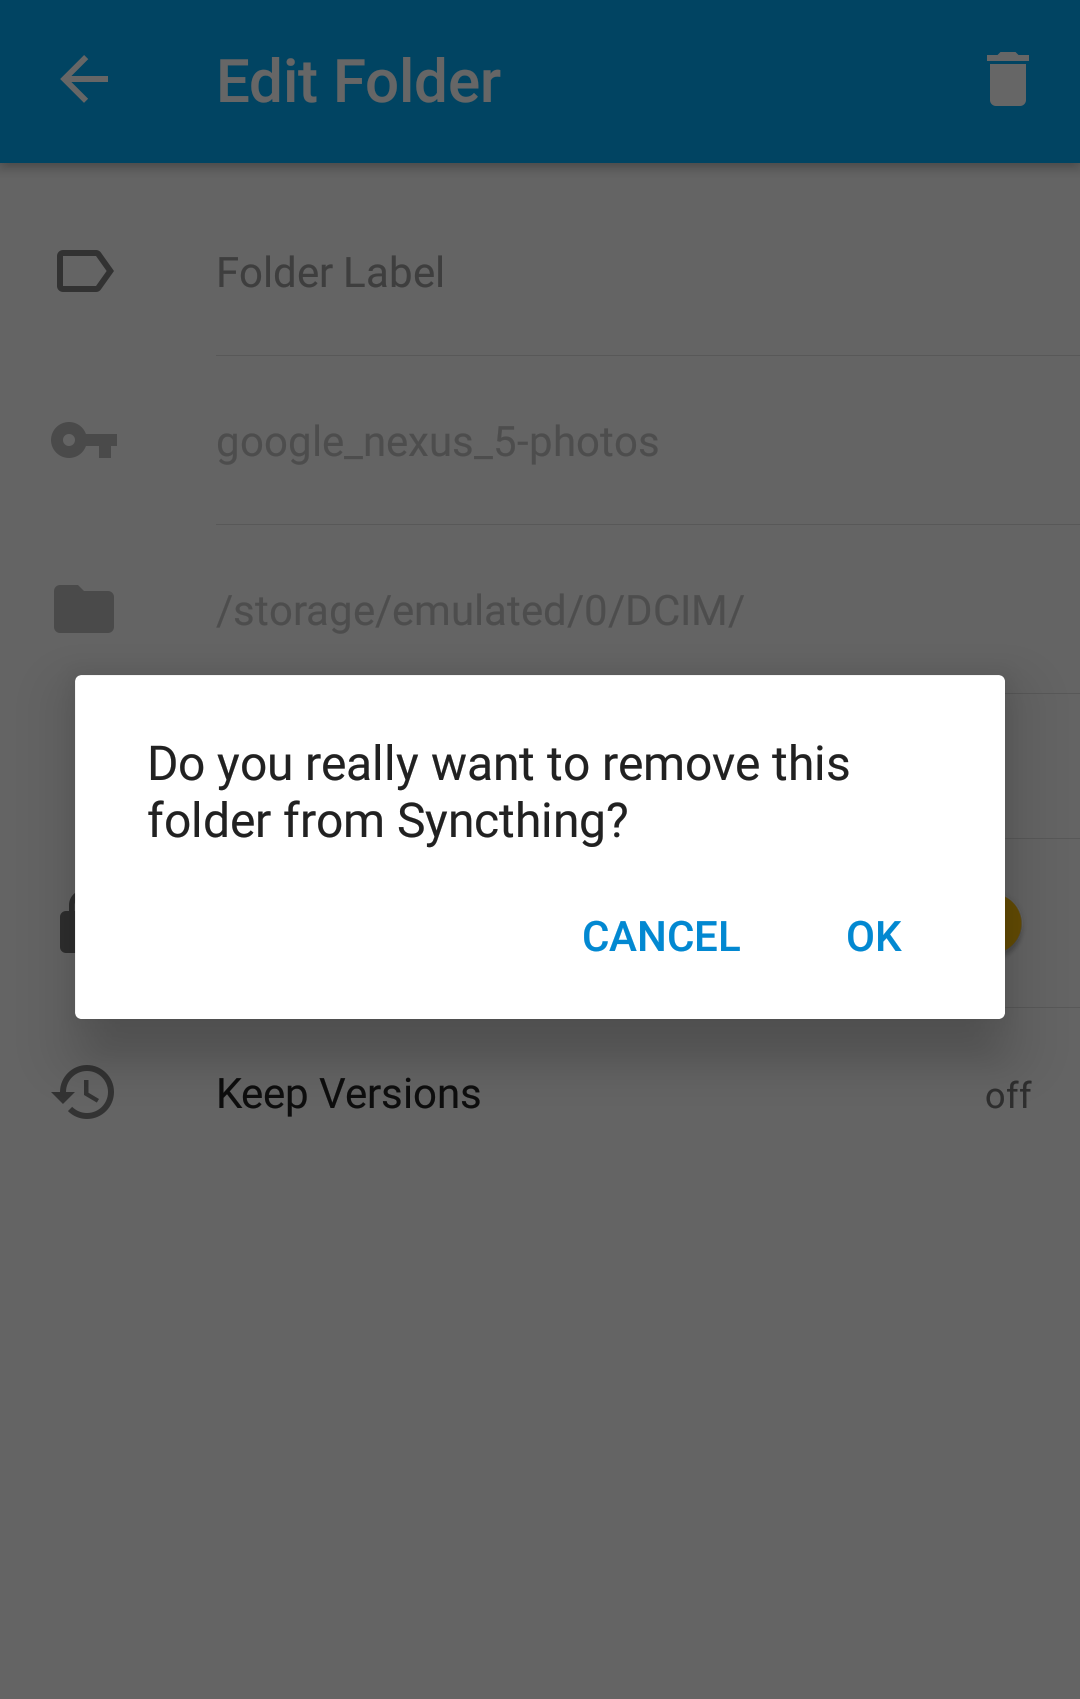 Edit Folder
Folder Label
google_nexus_5-photos
/storage/emulated/0/DCIM/
Do you really want to remove this
folder from Syncthing?
CANCEL OK
Keep Versions off